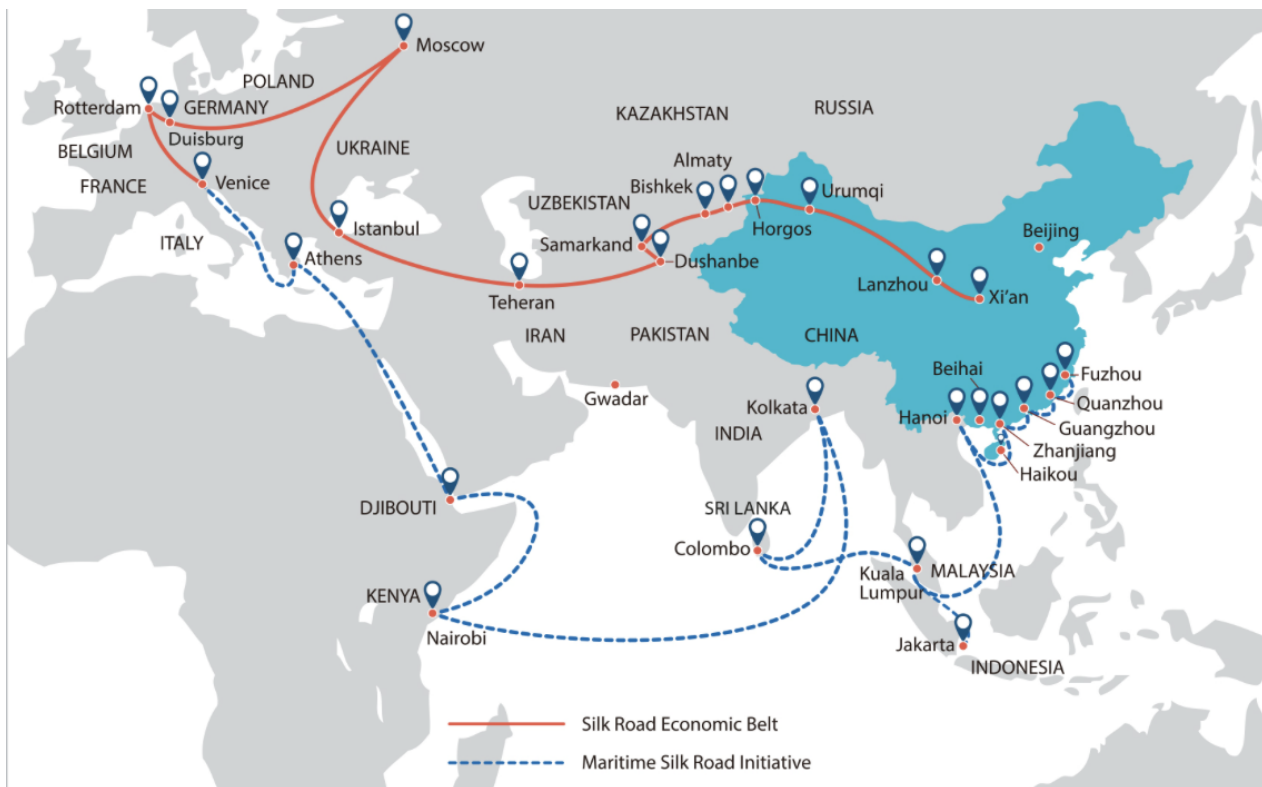 Moscow
POLAND
Rotterdam
GERMANY
Duisburg
KAZAKHSTAN
RUSSIA
BELGIUM
UKRAINE
Almaty
FRANCE
Venice
Bishkek
Urumqi
UZBEKISTAN
Horgos
ITALY
Istanbul
Samarkand
Beijing
Athens
Dushanbe
Teheran
Lanzhou
Xi'an
IRAN
PAKISTAN
CHINA
Beihai
Fuzhou
Gwadar
Kolkata
Hanoi
Quanzhou
INDIA
Guangzhou
Zhanjiang
Haikou
DJIBOUTI
SRI LANKA
Colombo
Kuala
Lumpur
MALAYSIA
KENYA
Nairobi
Jakarta
INDONESIA
Silk Road Economic Belt
Maritime Silk Road Initiative